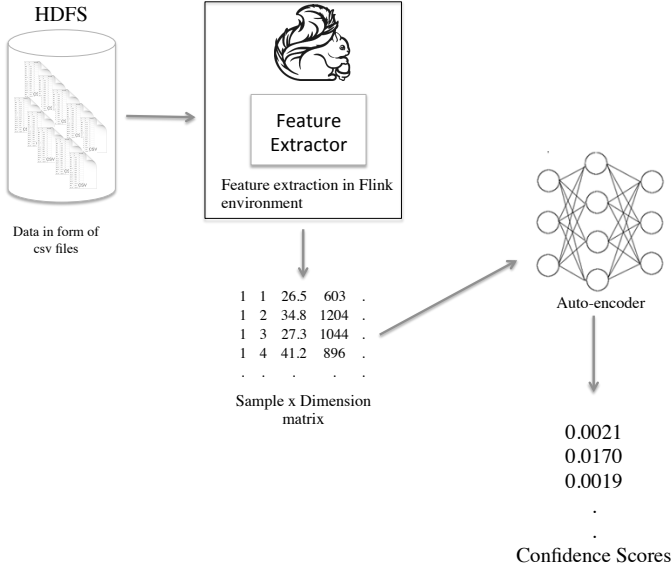 HDFS
CSV
CSV
Data in form of
csv files
Feature
Extractor
Feature extraction in Flink
environment
1 1 26.5 603 .
1 2 34.8 1204 .
1 3 27.3 1044 .
1 4 41.2 896 .
. . . . .
Sample x Dimension
matrix
Auto-encoder
0.0021
0.0170
0.0019
.
.
Confidence Scores